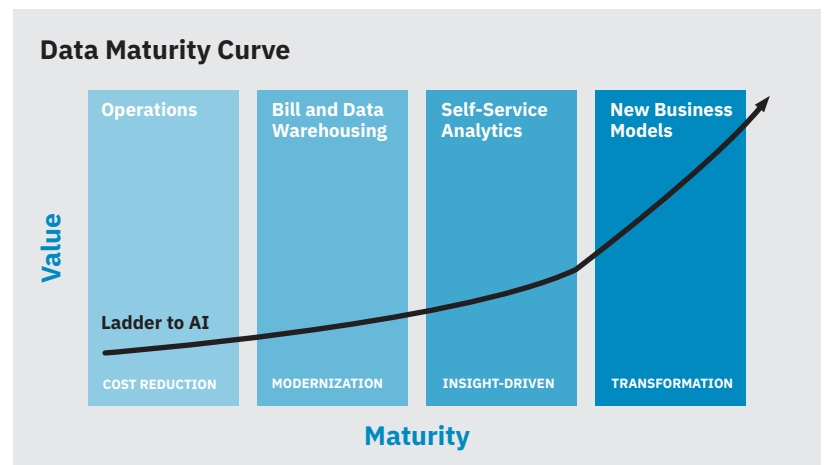 Data Maturity Curve
Operations
Bill and Data
Warehousing
Self-Service
Analytics
New Business
Models
Value
Ladder to AI
COST REDUCTION
MODERNIZATION
INSIGHT-DRIVEN
TRANSFORMATION
Maturity